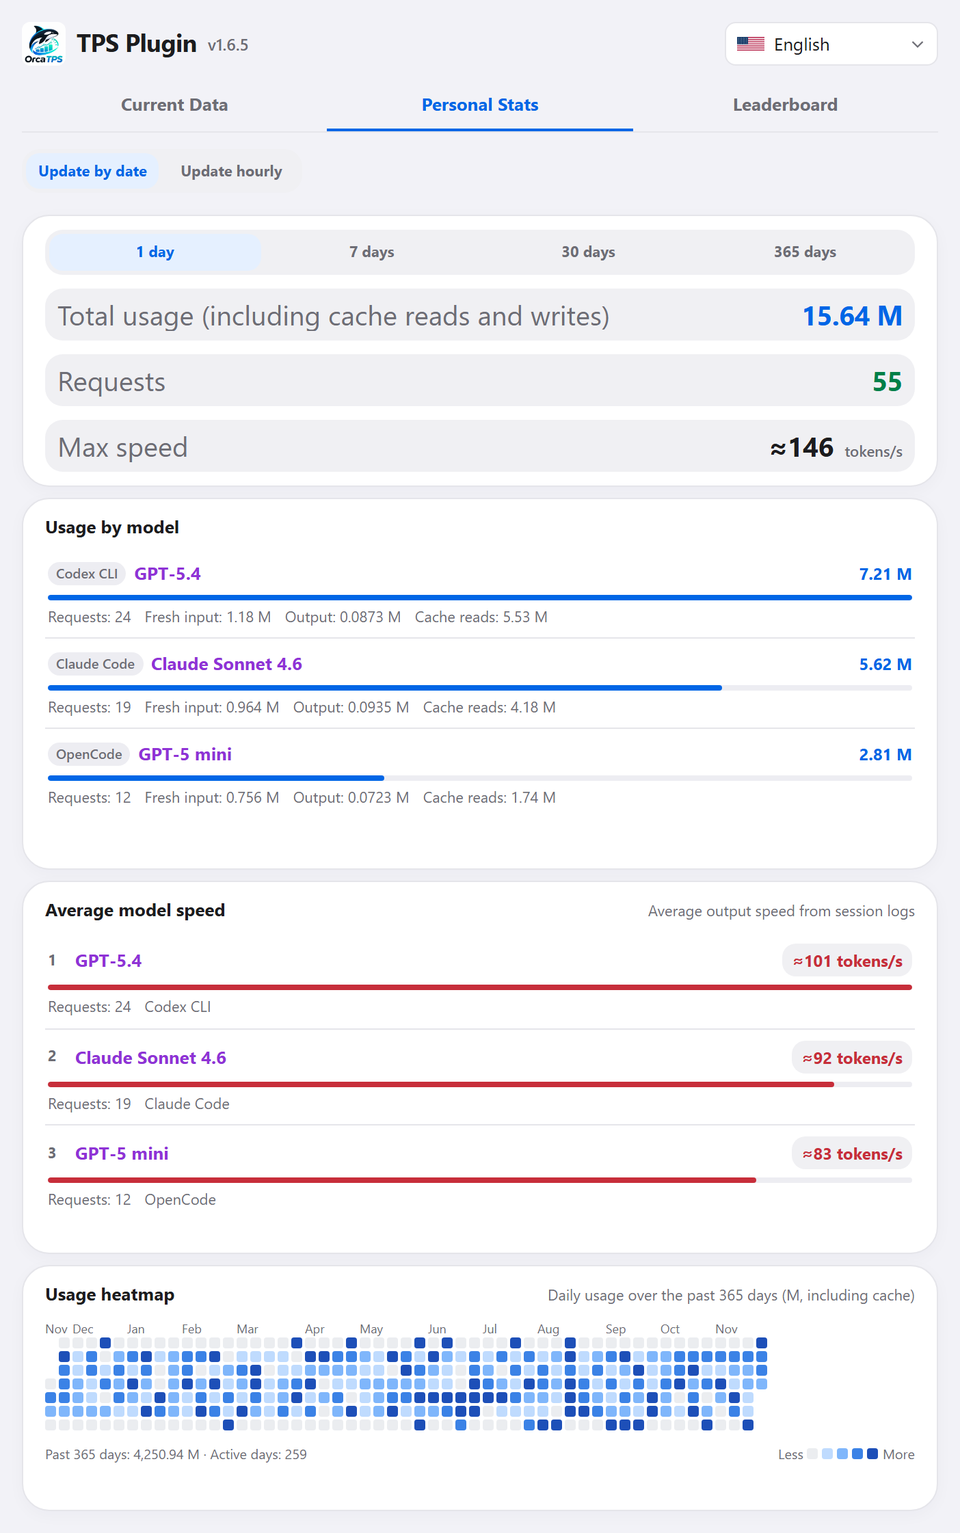 OrcaTPS
TPS Plugin v1.6.5
English
Current Data Personal Stats Leaderboard
Update by date Update hourly
1 day 7 days 30 days 365 days
Total usage (including cache reads and writes) 15.64 M
Requests 55
Max speed ≈146 tokens/s
Usage by model
Codex CLI GPT-5.4 7.21 M
Requests: 24 Fresh input: 1.18 M Output: 0.0873 M Cache reads: 5.53 M
Claude Code Claude Sonnet 4.6 5.62 M
Requests: 19 Fresh input: 0.964 M Output: 0.0935 M Cache reads: 4.18 M
OpenCode GPT-5 mini 2.81 M
Requests: 12 Fresh input: 0.756 M Output: 0.0723 M Cache reads: 1.74 M
Average model speed Average output speed from session logs
1 GPT-5.4 ≈101 tokens/s
Requests: 24 Codex CLI
2 Claude Sonnet 4.6 ≈92 tokens/s
Requests: 19 Claude Code
3 GPT-5 mini ≈83 tokens/s
Requests: 12 OpenCode
Usage heatmap Daily usage over the past 365 days (M, including cache)
Nov Dec Jan Feb Mar Apr May Jun Jul Aug Sep Oct Nov
Past 365 days: 4,250.94 M · Active days: 259 Less More